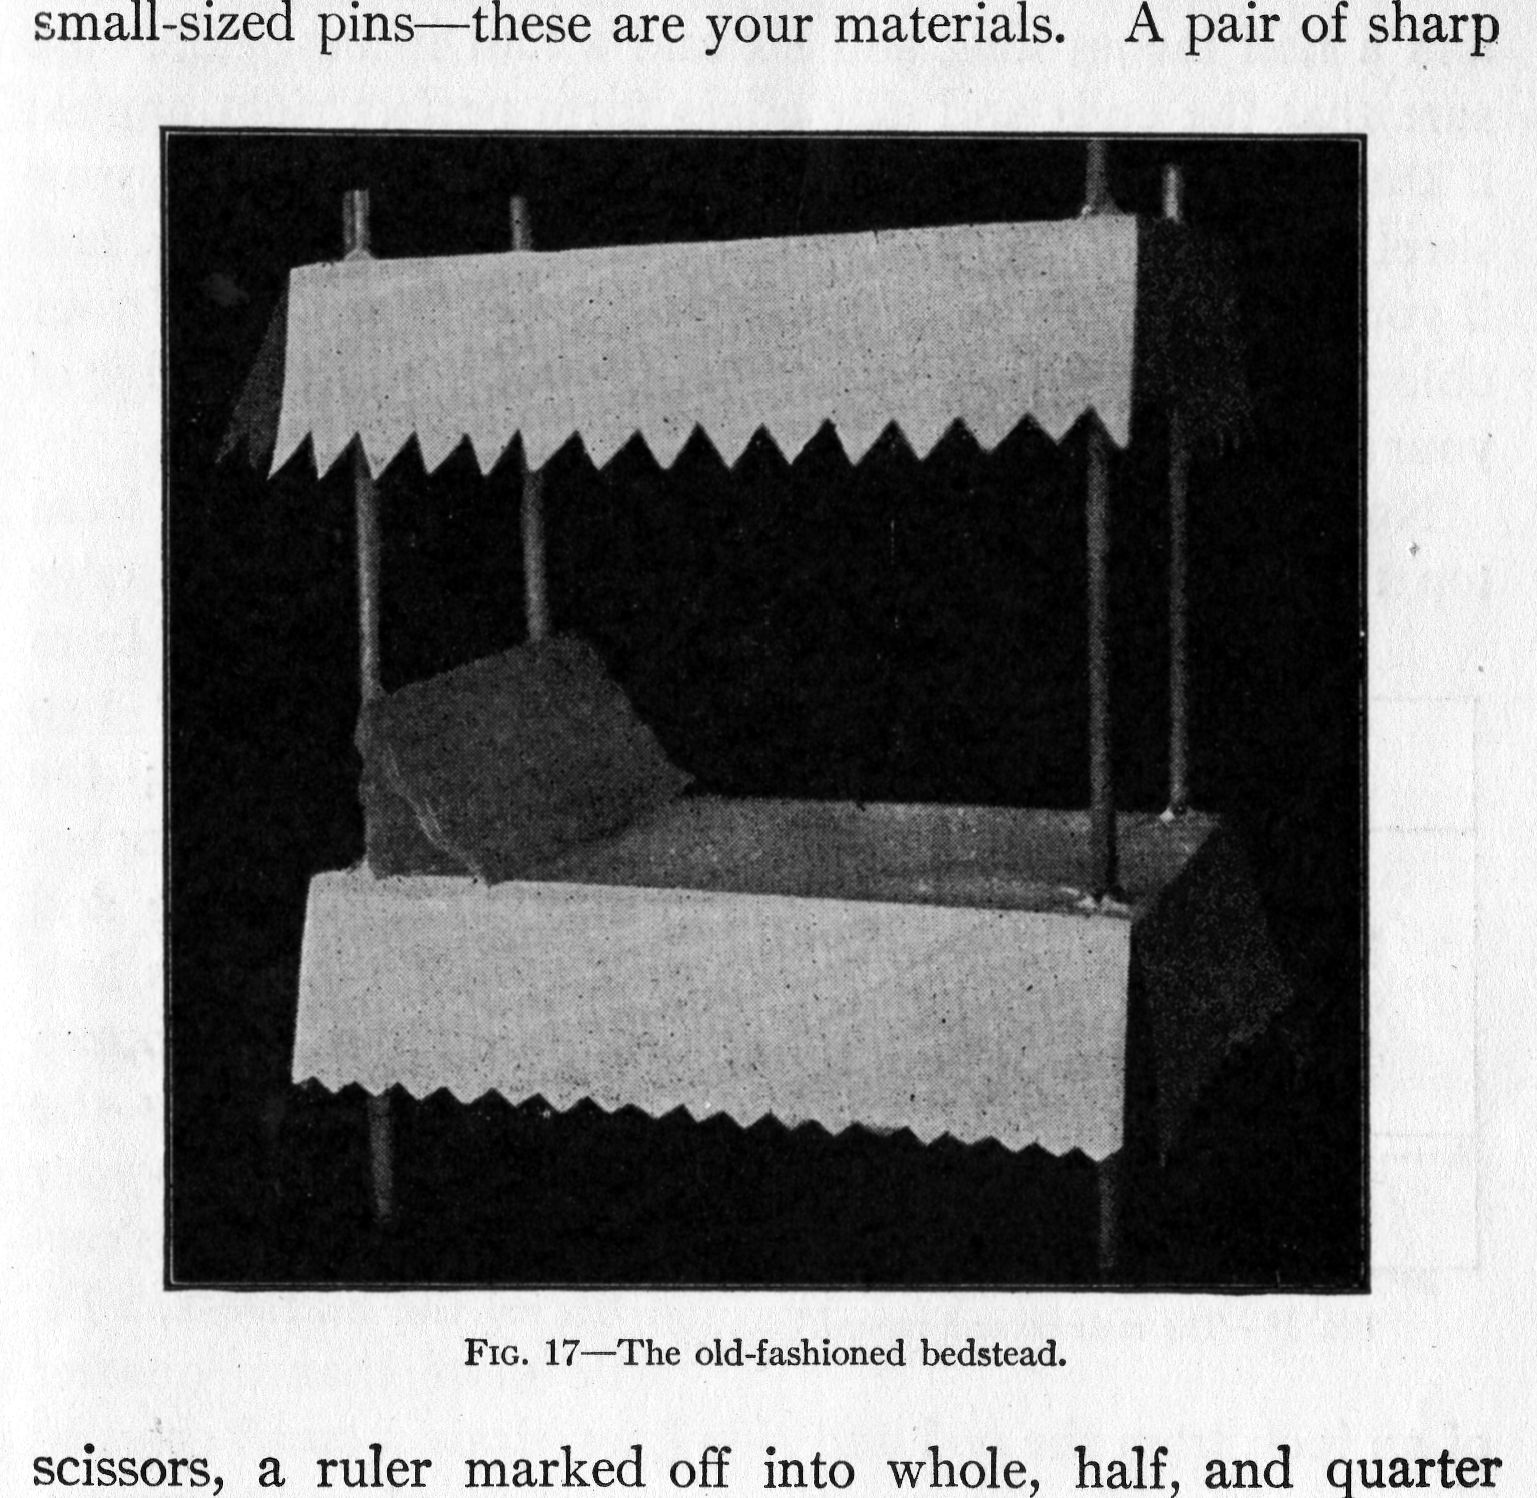 small-sized pins—these are your materials. A pair of sharp
Fig. 17—The old-fashioned bedstead.
scissors, a ruler marked off into whole, half, and quarter